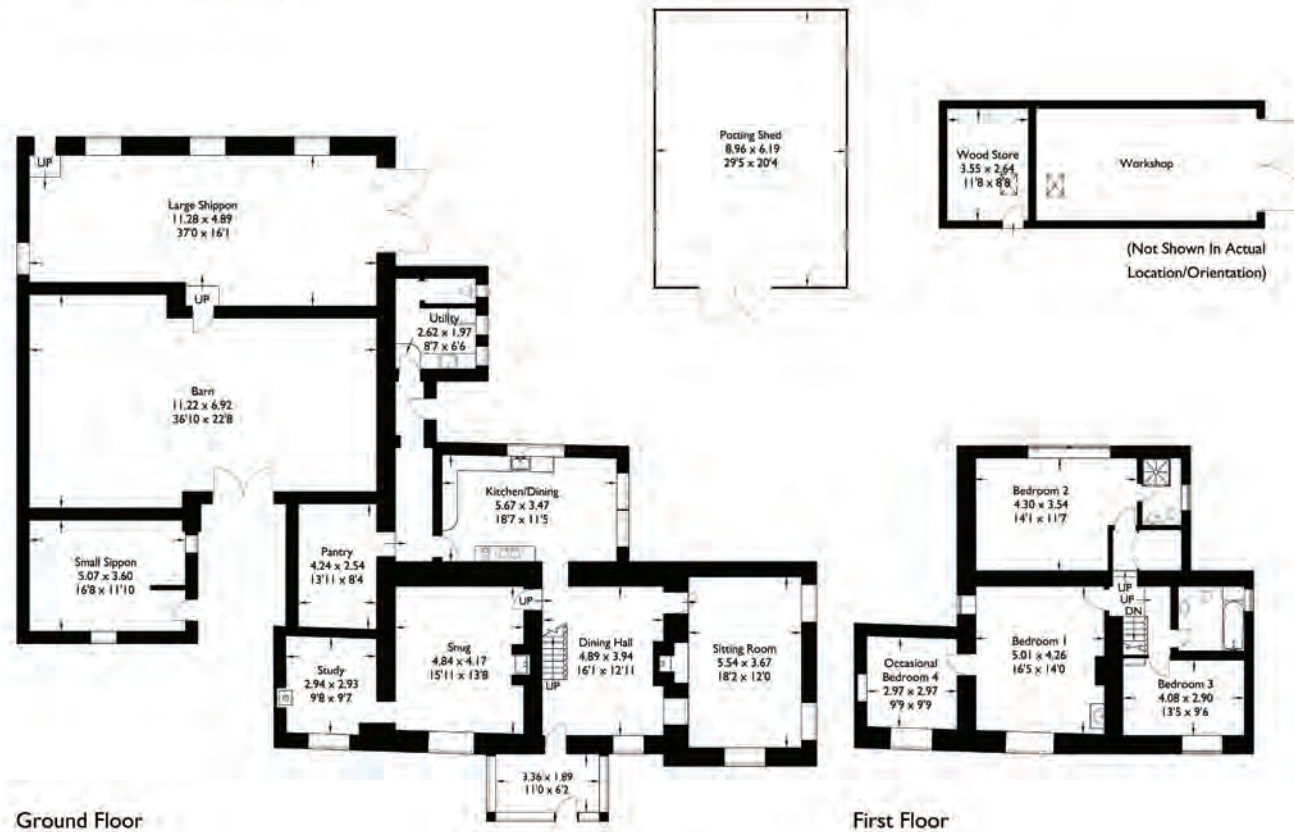 Potting Shed
8.96 x 6.19
29'5 x 20'4
Wood Store
3.55 x 2.64
11'8 x 8'8
Workshop
(Not Shown In Actual
Location/Orientation)
UP
Large Shippon
11.28 x 4.89
37'0 x 16'1
UP
Utility
2.62 x 1.97
8'7 x 6'6
Barn
11.22 x 6.92
36'10 x 22'8
Kitchen/Dining
5.67 x 3.47
18'7 x 11'5
Pantry
4.24 x 2.54
13'11 x 8'4
Small Sippon
5.07 x 3.60
16'8 x 11'10
UP
Snug
4.84 x 4.17
15'11 x 13'8
Dining Hall
4.89 x 3.94
16'1 x 12'11
UP
Sitting Room
5.54 x 3.67
18'2 x 12'0
Study
2.94 x 2.93
9'8 x 9'7
3.36 x 1.89
11'0 x 6'2
Bedroom 2
4.30 x 3.54
14'1 x 11'7
UP
UP
DN
Bedroom 1
5.01 x 4.26
16'5 x 14'0
Occasional
Bedroom 4
2.97 x 2.97
9'9 x 9'9
Bedroom 3
4.08 x 2.90
13'5 x 9'6
Ground Floor
First Floor